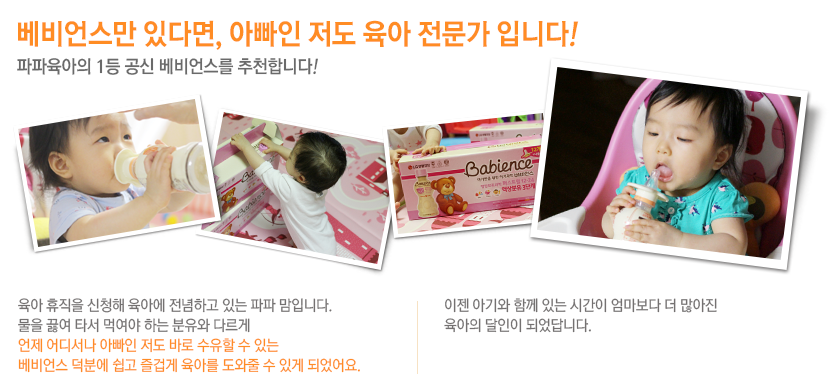 베비언스만 있다면, 아빠인 저도 육아 전문가 입니다!
파파육아의 1등 공신 베비언스를 추천합니다!
Babience
액상분유 3단계
육아 휴직을 신청해 육아에 전념하고 있는 파파 맘입니다.
물을 끓여 타서 먹여야 하는 분유와 다르게
언제 어디서나 아빠인 저도 바로 수유할 수 있는
베비언스 덕분에 쉽고 즐겁게 육아를 도와줄 수 있게 되었어요.
이젠 아기와 함께 있는 시간이 엄마보다 더 많아진
육아의 달인이 되었답니다.